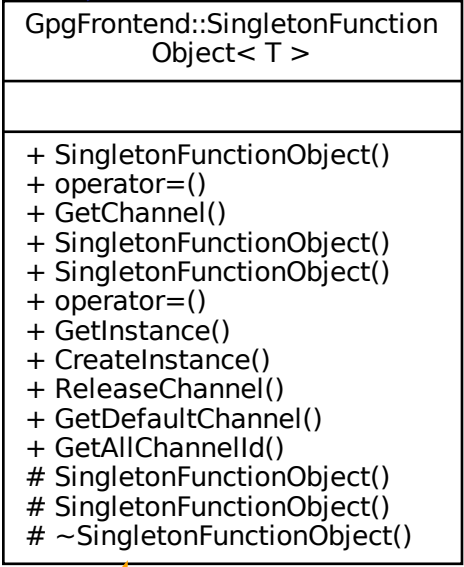 GpgFrontend::SingletonFunction
Object< T >
+ SingletonFunctionObject()
+ operator=()
+ GetChannel()
+ SingletonFunctionObject()
+ SingletonFunctionObject()
+ operator=()
+ GetInstance()
+ CreateInstance()
+ ReleaseChannel()
+ GetDefaultChannel()
+ GetAllChannelId()
# SingletonFunctionObject()
# SingletonFunctionObject()
# ~SingletonFunctionObject()